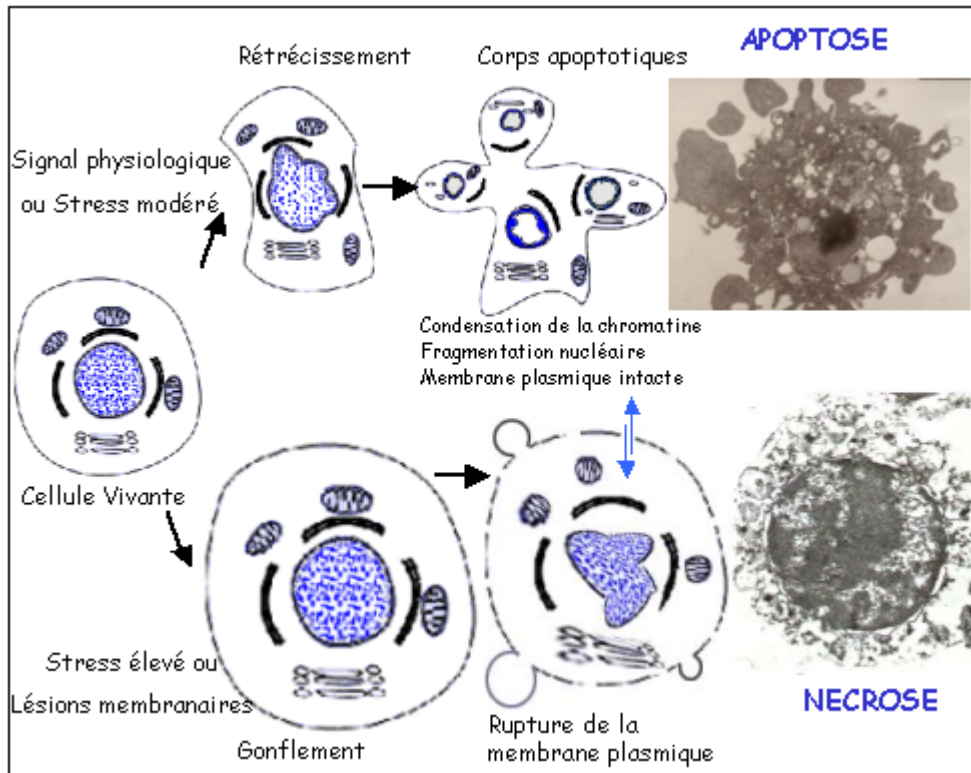 APOPTOSE
Rétrécissement
Corps apoptotiques
Signal physiologique
ou Stress modéré
Condensation de la chromatine
Fragmentation nucléaire
Membrane plasmique intacte
Cellule Vivante
Stress élevé ou
Lésions membranaires
Gonflement
Rupture de la
membrane plasmique
NECROSE